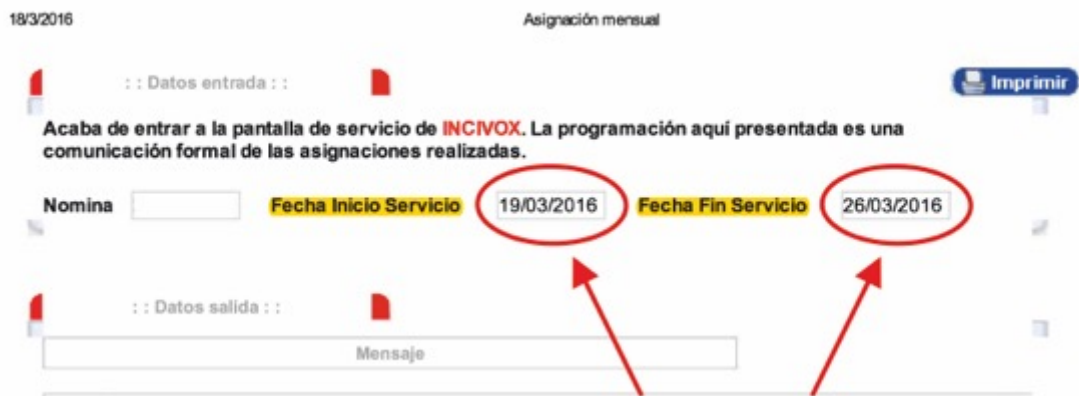 18/3/2016 Asignación mensual
: : Datos entrada : :
Imprimir
Acaba de entrar a la pantalla de servicio de INCIVOX. La programación aquí presentada es una
comunicación formal de las asignaciones realizadas.
Nomina Fecha Inicio Servicio 19/03/2016 Fecha Fin Servicio 26/03/2016
: : Datos salida : :
Mensaje